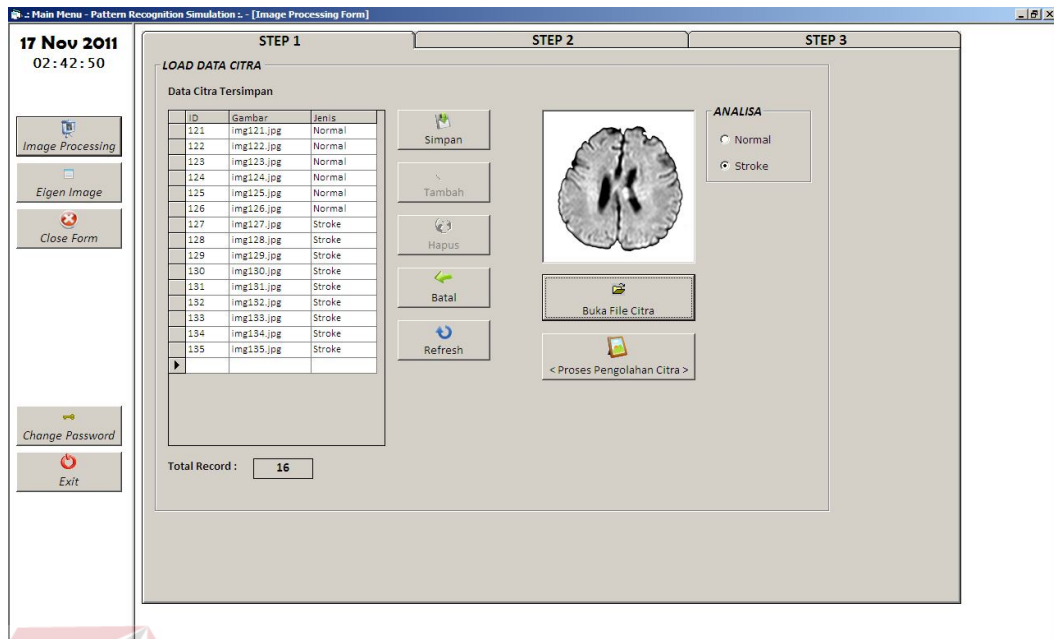 .: Main Menu - Pattern Recognition Simulation :. - [Image Processing Form]
17 Nov 2011
02:42:50
Image Processing
Eigen Image
Close Form
Change Password
Exit
STEP 1 STEP 2 STEP 3
LOAD DATA CITRA
Data Citra Tersimpan
ID Gambar Jenis
121 img121.jpg Normal
122 img122.jpg Normal
123 img123.jpg Normal
124 img124.jpg Normal
125 img125.jpg Normal
126 img126.jpg Normal
127 img127.jpg Stroke
128 img128.jpg Stroke
129 img129.jpg Stroke
130 img130.jpg Stroke
131 img131.jpg Stroke
132 img132.jpg Stroke
133 img133.jpg Stroke
134 img134.jpg Stroke
135 img135.jpg Stroke
Total Record : 16
Simpan
Tambah
Hapus
Batal
Refresh
Buka File Citra
< Proses Pengolahan Citra >
ANALISA
Normal
Stroke